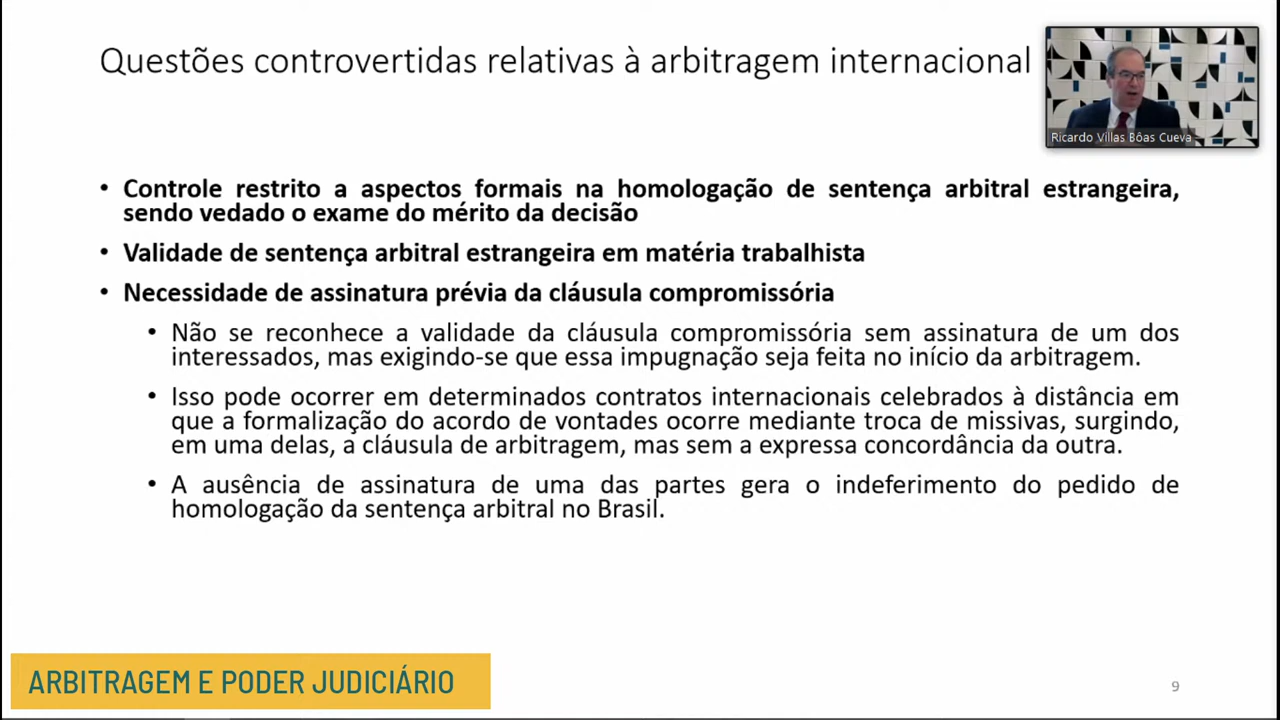 Questões controvertidas relativas à arbitragem internacional
Ricardo Villas Bôas Cueva
• Controle restrito a aspectos formais na homologação de sentença arbitral estrangeira,
sendo vedado o exame do mérito da decisão
• Validade de sentença arbitral estrangeira em matéria trabalhista
• Necessidade de assinatura prévia da cláusula compromissória
• Não se reconhece a validade da cláusula compromissória sem assinatura de um dos
interessados, mas exigindo-se que essa impugnação seja feita no início da arbitragem.
• Isso pode ocorrer em determinados contratos internacionais celebrados à distância em
que a formalização do acordo de vontades ocorre mediante troca de missivas, surgindo,
em uma delas, a cláusula de arbitragem, mas sem a expressa concordância da outra.
• A ausência de assinatura de uma das partes gera o indeferimento do pedido de
homologação da sentença arbitral no Brasil.
ARBITRAGEM E PODER JUDICIÁRIO
9